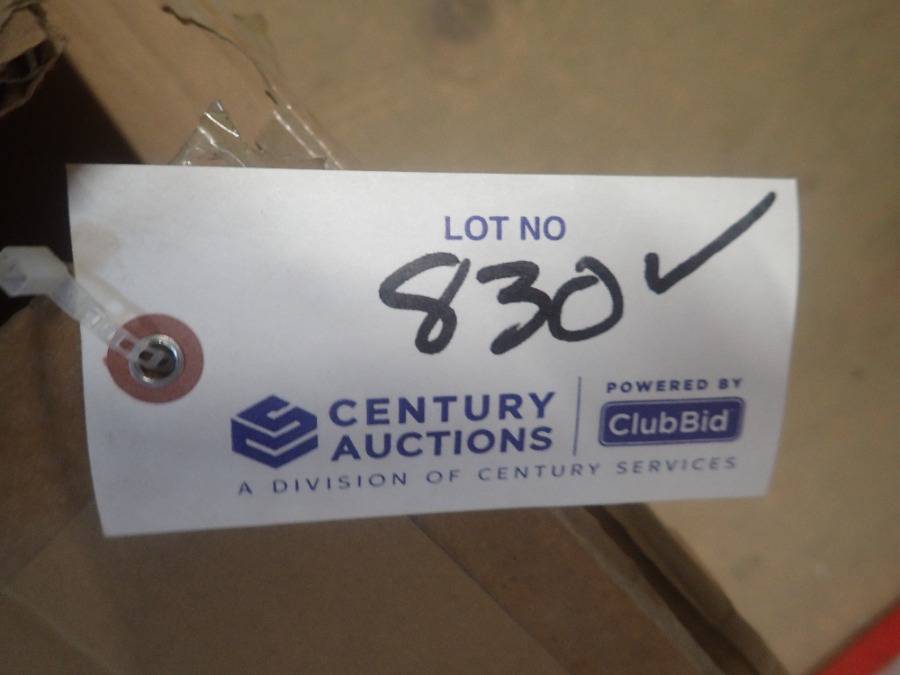 LOT NO
830 ✓
CENTURY
AUCTIONS
POWERED BY
ClubBid
A DIVISION OF CENTURY SERVICES